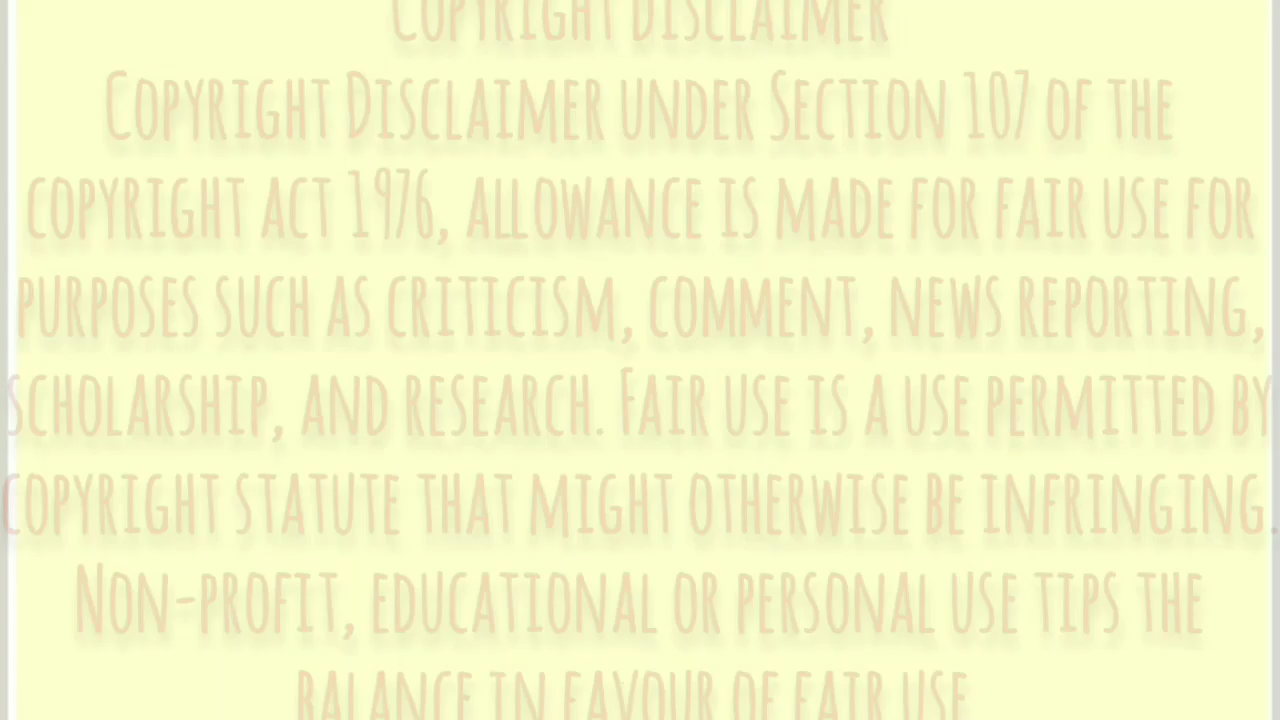 Copyright Disclaimer
Copyright Disclaimer under Section 107 of the
copyright act 1976, allowance is made for fair use for
purposes such as criticism, comment, news reporting,
scholarship, and research. Fair use is a use permitted by
copyright statute that might otherwise be infringing.
Non-profit, educational or personal use tips the
balance in favour of fair use